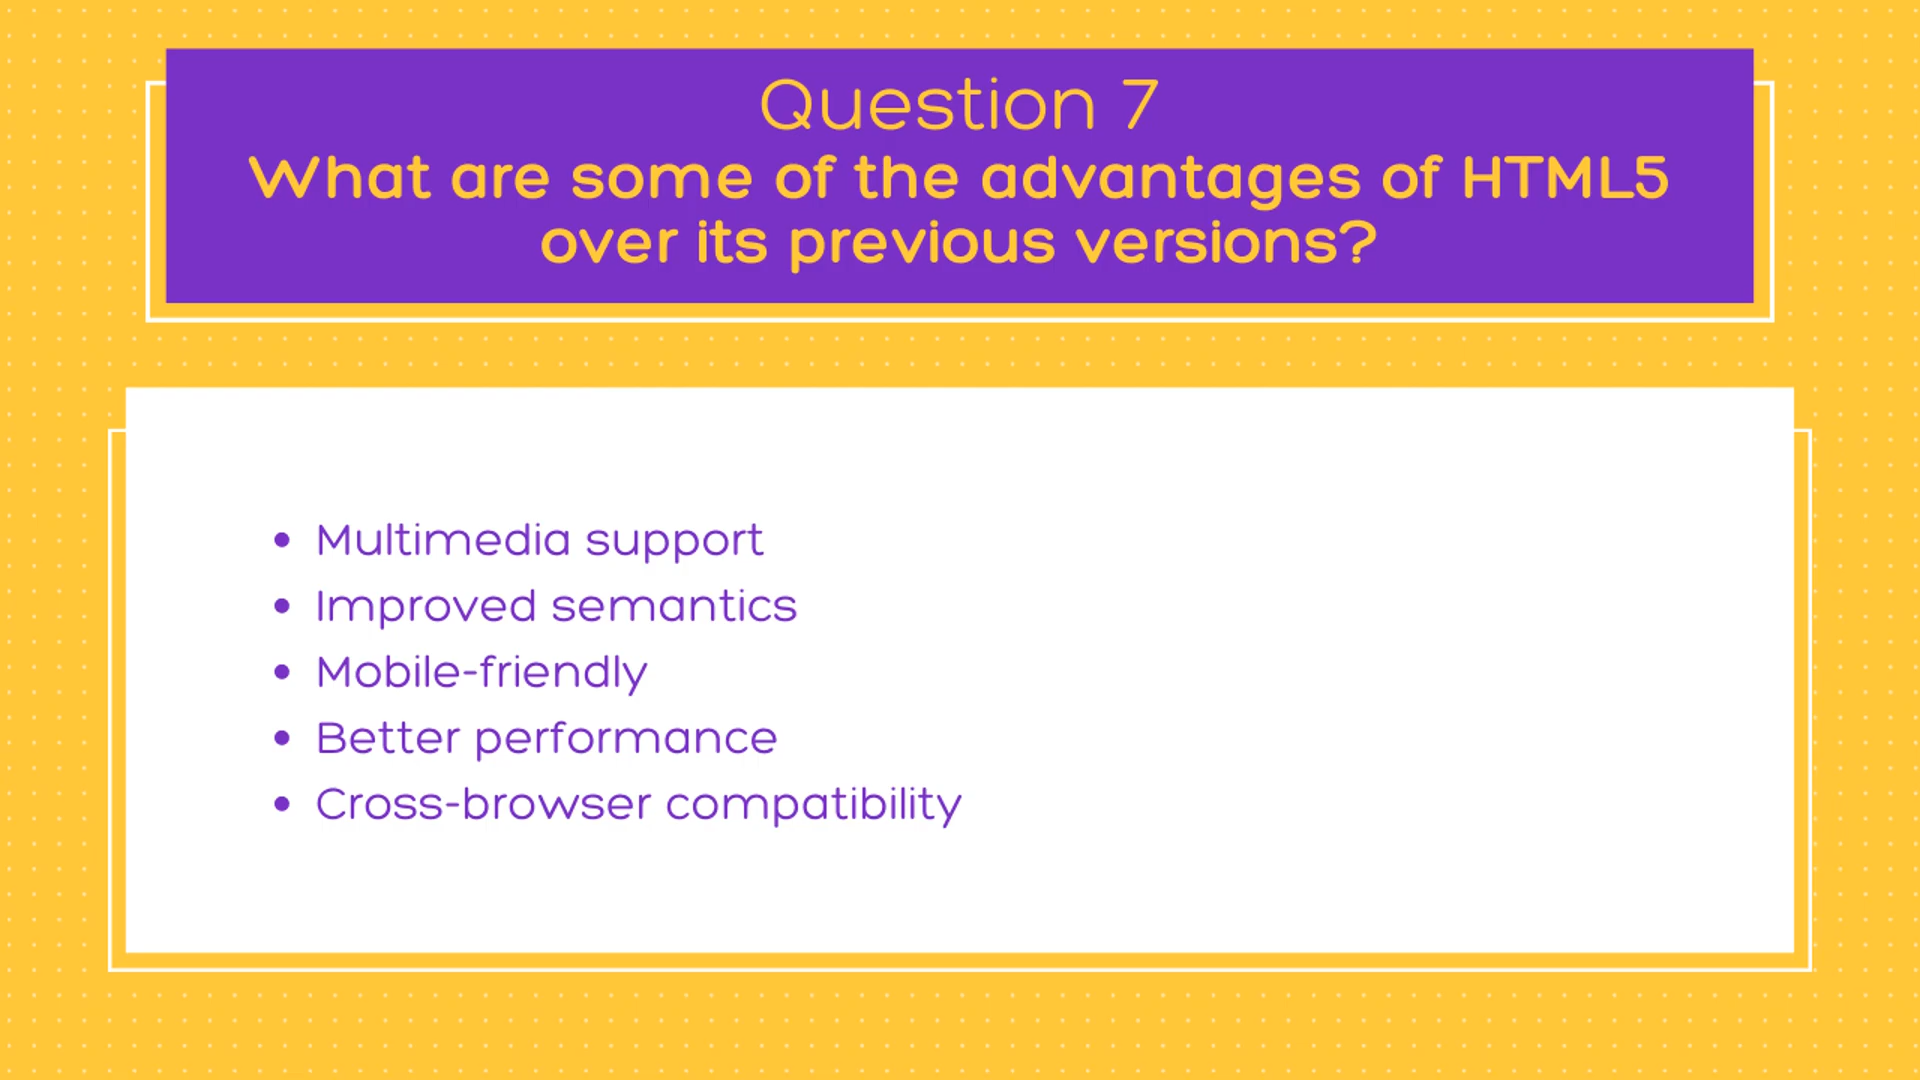 Question 7
What are some of the advantages of HTML5
over its previous versions?
• Multimedia support
• Improved semantics
• Mobile-friendly
• Better performance
• Cross-browser compatibility